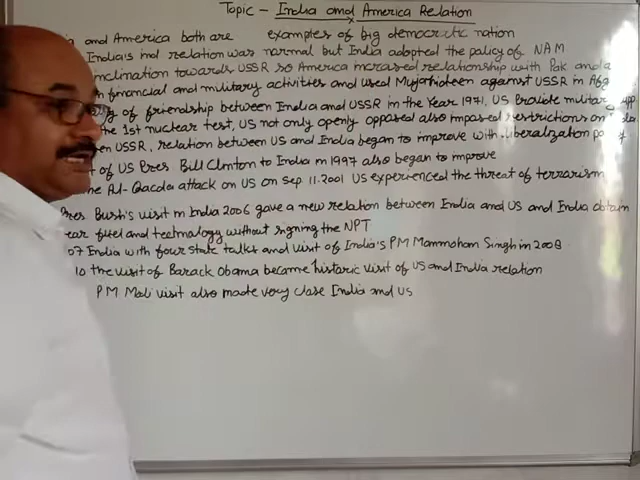 Topic - India and America Relation
and America both are examples of big democratic nation
India's ind relation was normal but India adopted the policy of NAM
inclination towards USSR so America increased relationship with Pak and
financial and military activities and used Mujahideen against USSR in Afg
of friendship between India and USSR in the Year 1971, US Provide military
the 1st nuclear test, US not only openly opposed also imposed restrictions on
USSR, relation between US and India began to improve with liberalization
of US Pres Bill Clinton to India in 1997 also began to improve
Al-Qaeda attack on US on Sep 11.2001 US experienced the threat of terrarism
Bush's visit in India 2006 gave a new relation between India and US and India obtain
fuel and technology without signing the NPT
07 India with four state talks and visit of India's PM Manmoham Singh in 2008
10 the visit of Barack Obama became historic visit of US and India relation
PM Modi visit also made very close India and US